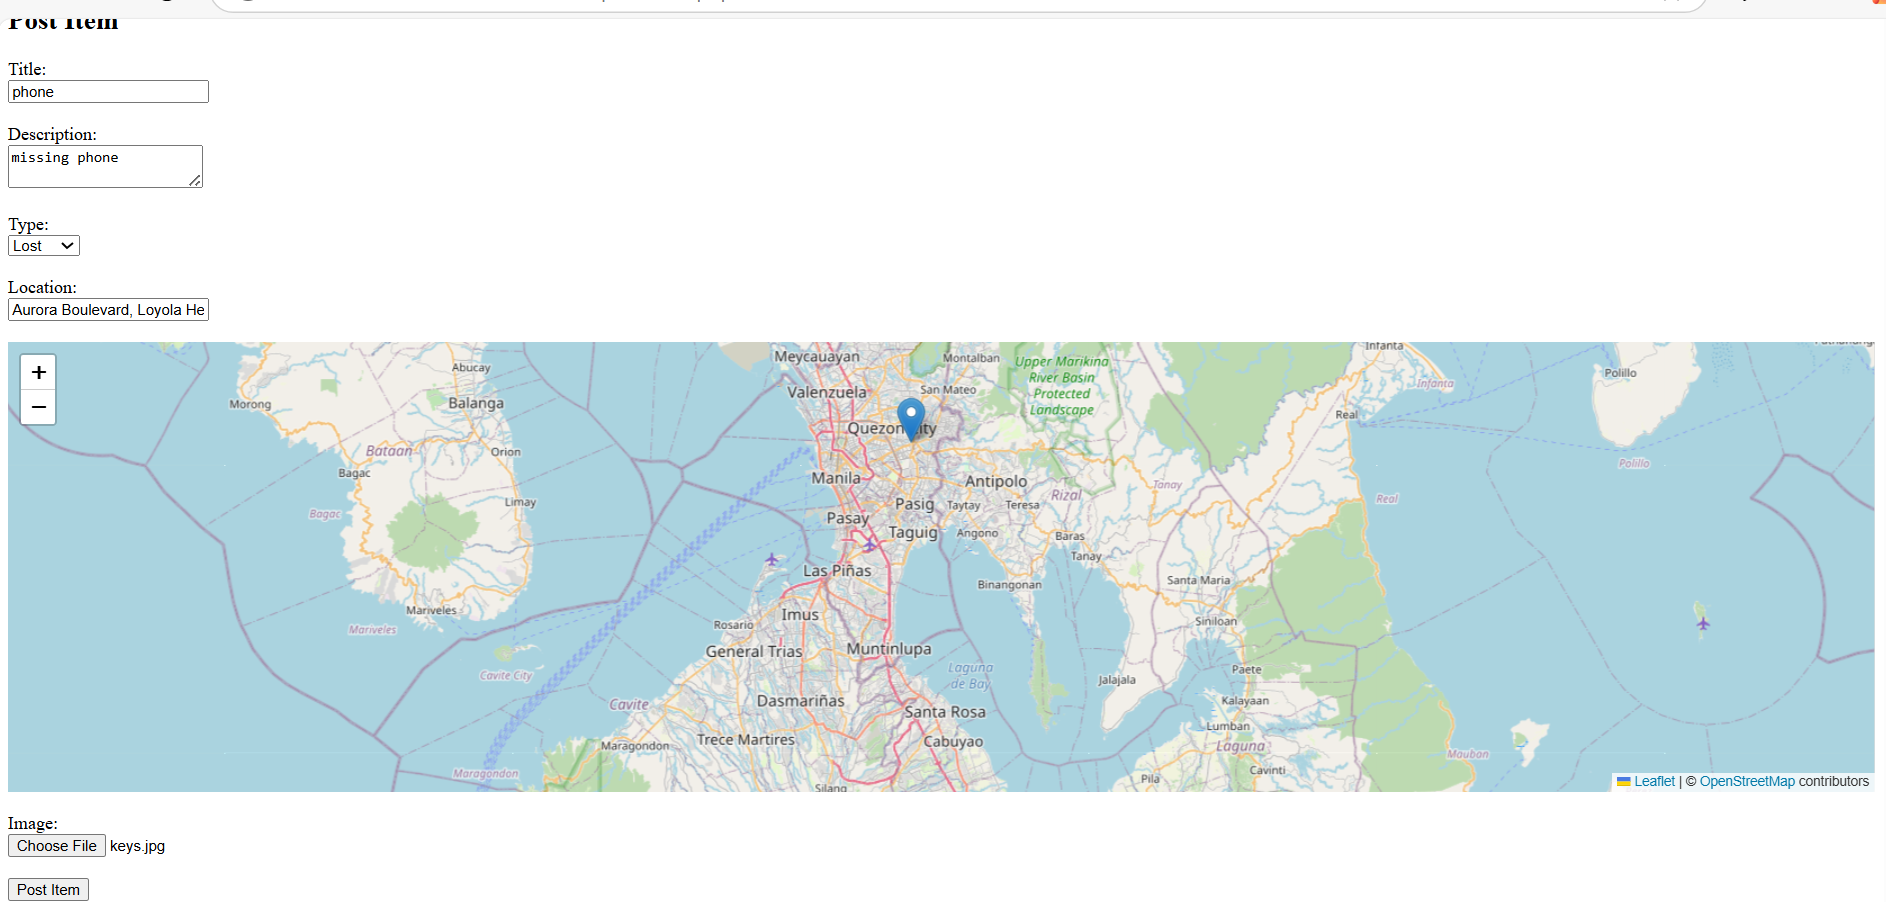 Post Item
Title:
phone
Description:
missing phone
Type:
Lost
Location:
Aurora Boulevard, Loyola He
+
−
Meycauayan
Montalban
Upper Marikina
River Basin
Protected
Landscape
Infanta
Abucay
Polillo
Infanta
Valenzuela
San Mateo
Morong
Balanga
Real
Quezon City
Bataan
Orion
Polillo
Bagac
Manila
Antipolo
Tanay
Rizal
Real
Limay
Pasig
Taytay
Teresa
Bagac
Pasay
Taguig
Angono
Baras
Tanay
Las Piñas
Binangonan
Santa Maria
Mariveles
Imus
Rosario
Siniloan
Mariveles
General Trias
Muntinlupa
Laguna
de Bay
Paete
Cavite City
Jalajala
Cavite
Dasmariñas
Santa Rosa
Kalayaan
Lumban
Trece Martires
Cabuyao
Maragondon
Laguna
Mauban
Maragondon
Pila
Cavinti
Silang
Leaflet | © OpenStreetMap contributors
Image:
Choose File keys.jpg
Post Item